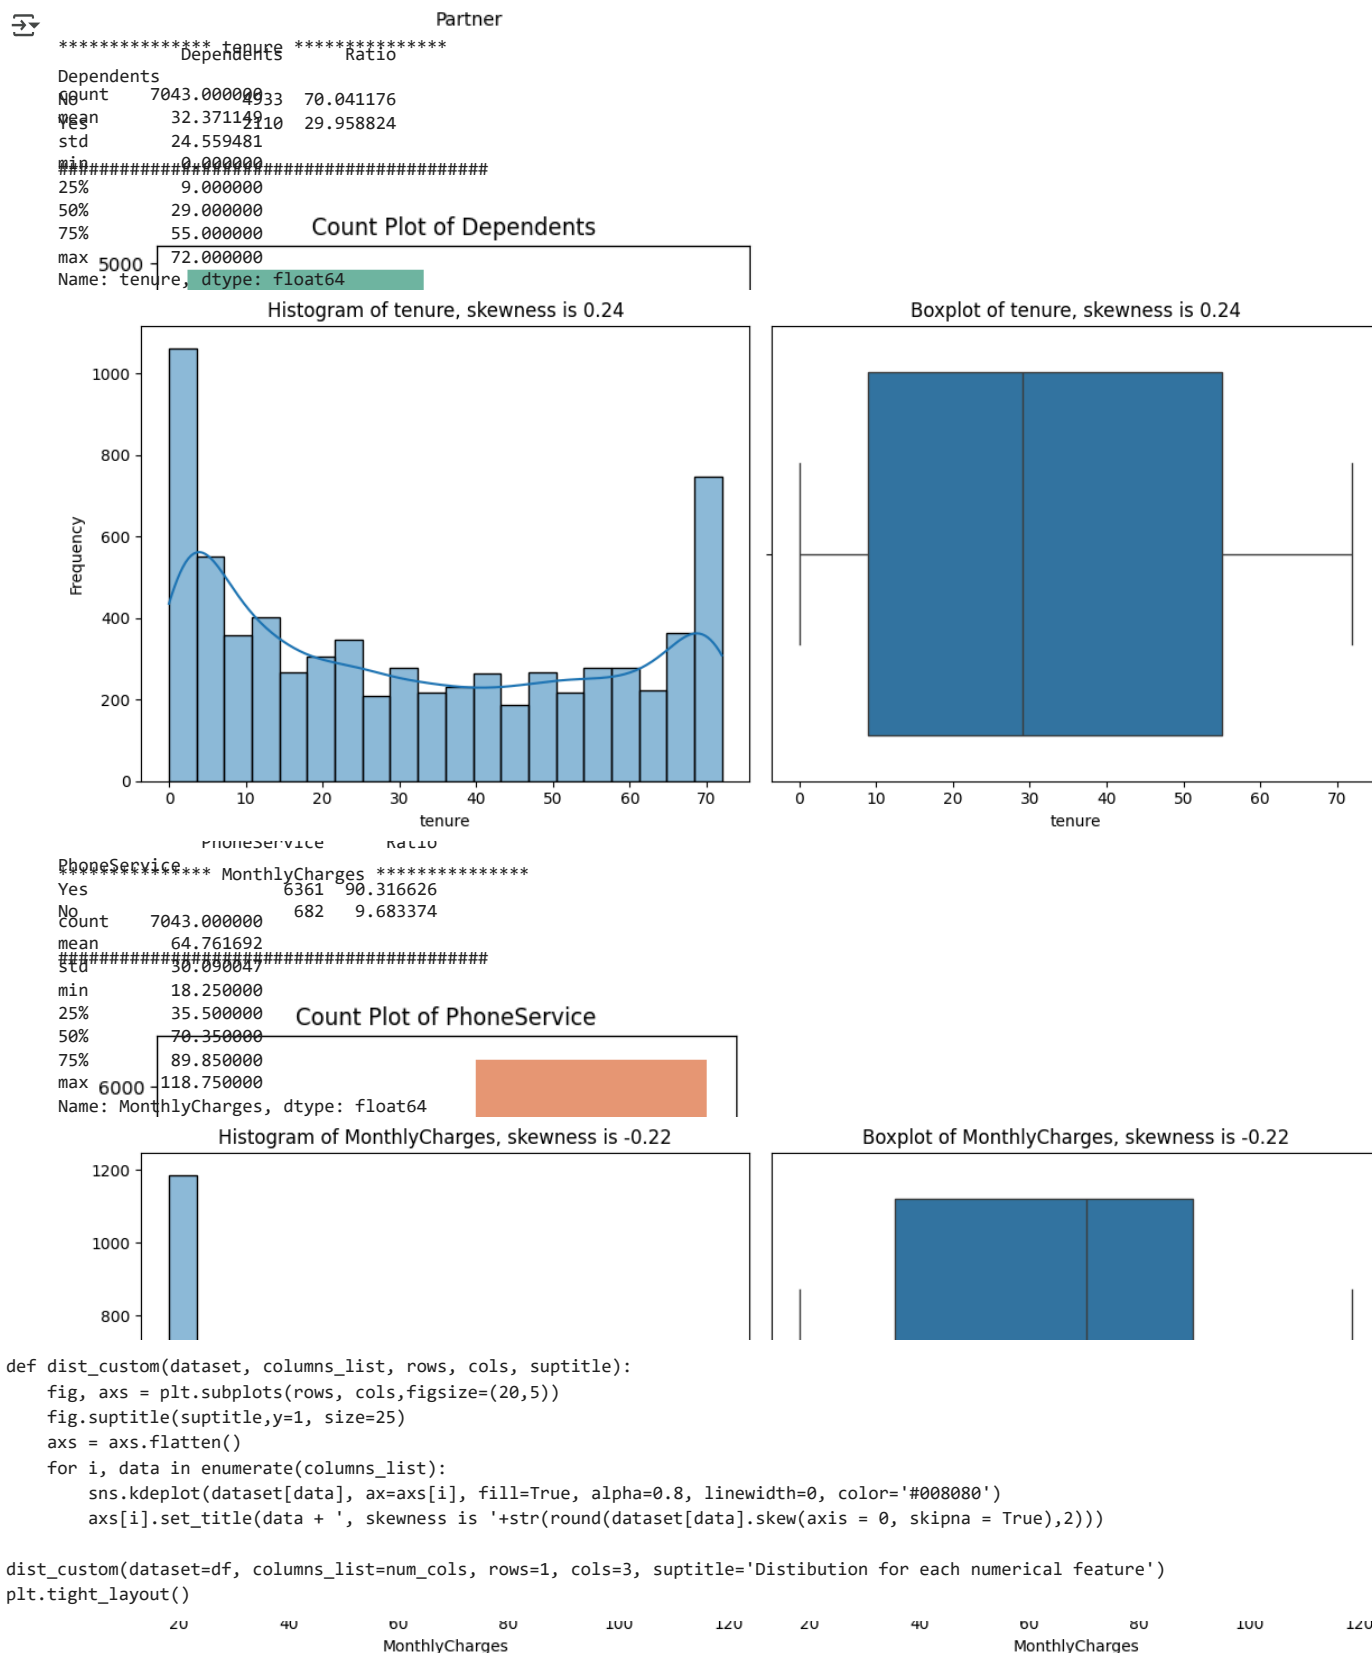 Partner
*************** tenure ***************
Dependents Ratio
Dependents
count 7043.000000
No 4933 70.041176
mean 32.371149
Yes 2110 29.958824
std 24.559481
min 0.000000
##########################################
25% 9.000000
50% 29.000000
Count Plot of Dependents
75% 55.000000
max 72.000000
5000
Name: tenure, dtype: float64
Histogram of tenure, skewness is 0.24
Boxplot of tenure, skewness is 0.24
1000
800
600
400
200
0
Frequency
0 10 20 30 40 50 60 70
tenure
0 10 20 30 40 50 60 70
tenure
PhoneService Ratio
PhoneService
*************** MonthlyCharges ***************
Yes 6361 90.316626
No 682 9.683374
count 7043.000000
mean 64.761692
##########################################
std 30.090047
min 18.250000
25% 35.500000
Count Plot of PhoneService
50% 70.350000
75% 89.850000
max 118.750000
6000
Name: MonthlyCharges, dtype: float64
Histogram of MonthlyCharges, skewness is -0.22
Boxplot of MonthlyCharges, skewness is -0.22
1200
1000
800
def dist_custom(dataset, columns_list, rows, cols, suptitle):
    fig, axs = plt.subplots(rows, cols,figsize=(20,5))
    fig.suptitle(suptitle,y=1, size=25)
    axs = axs.flatten()
    for i, data in enumerate(columns_list):
        sns.kdeplot(dataset[data], ax=axs[i], fill=True, alpha=0.8, linewidth=0, color='#008080')
        axs[i].set_title(data + ', skewness is '+str(round(dataset[data].skew(axis = 0, skipna = True),2)))
dist_custom(dataset=df, columns_list=num_cols, rows=1, cols=3, suptitle='Distibution for each numerical feature')
plt.tight_layout()
20 40 60 80 100 120
MonthlyCharges
20 40 60 80 100 120
MonthlyCharges